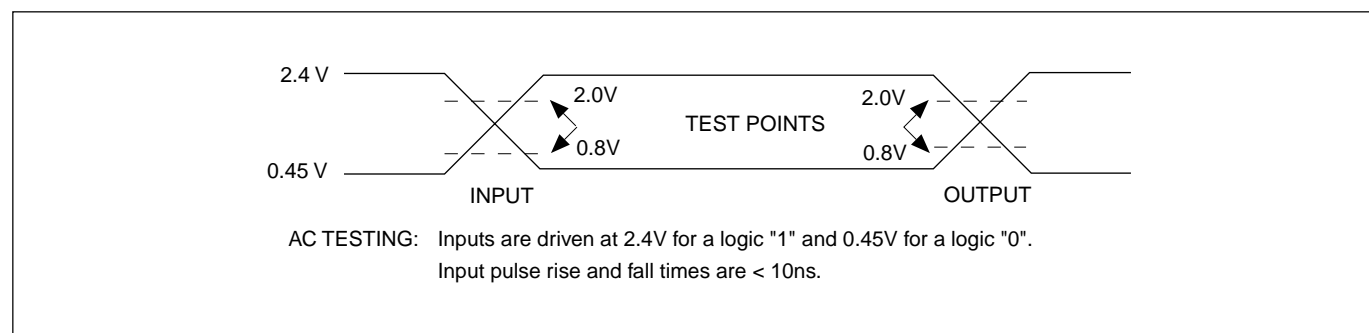 2.4 V
2.0V
2.0V
TEST POINTS
0.8V
0.8V
0.45 V
INPUT
OUTPUT
AC TESTING: Inputs are driven at 2.4V for a logic "1" and 0.45V for a logic "0".
Input pulse rise and fall times are < 10ns.